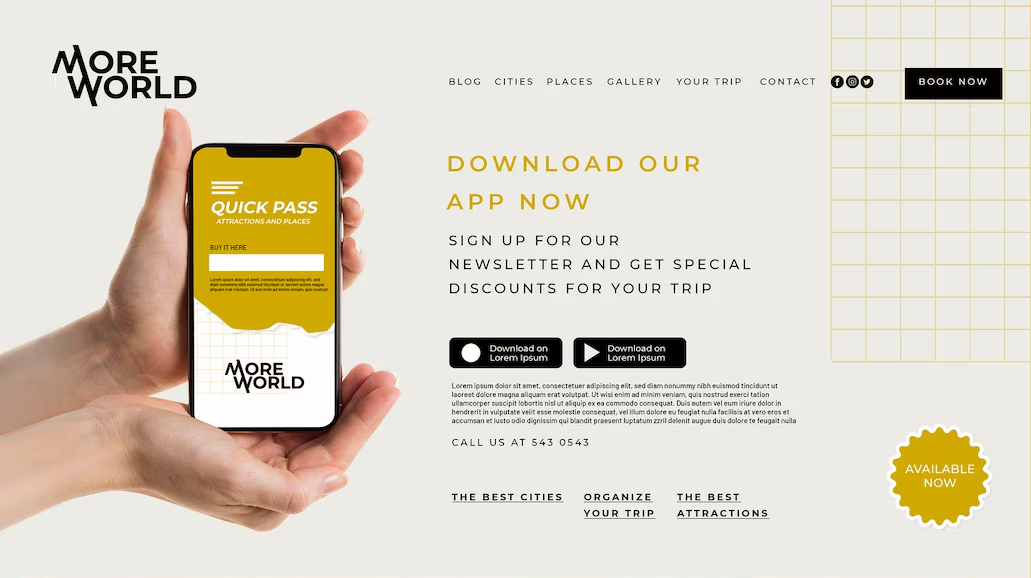 MORE
WORLD
BLOG CITIES PLACES GALLERY YOUR TRIP CONTACT
BOOK NOW
QUICK PASS
ATTRACTIONS AND PLACES
BUY IT HERE
Lorem ipsum dolor sit amet, consectetuer adipiscing elit, sed
diam nonummy nibh euismod tincidunt ut laoreet dolore magna
aliquam erat volutpat. Ut wisi enim ad minim veniam, quis nostrud
MORE
WORLD
DOWNLOAD OUR
APP NOW
SIGN UP FOR OUR
NEWSLETTER AND GET SPECIAL
DISCOUNTS FOR YOUR TRIP
Download on
Lorem Ipsum
Download on
Lorem Ipsum
Lorem ipsum dolor sit amet, consectetuer adipiscing elit, sed diam nonummy nibh euismod tincidunt ut
laoreet dolore magna aliquam erat volutpat. Ut wisi enim ad minim veniam, quis nostrud exerci tation
ullamcorper suscipit lobortis nisl ut aliquip ex ea commodo consequat. Duis autem vel eum iriure dolor in
hendrerit in vulputate velit esse molestie consequat, vel illum dolore eu feugiat nulla facilisis at vero eros et
accumsan et iusto odio dignissim qui blandit praesent luptatum zzril delenit augue duis dolore te feugait nulla
CALL US AT 543 0543
THE BEST CITIES
ORGANIZE
YOUR TRIP
THE BEST
ATTRACTIONS
AVAILABLE
NOW